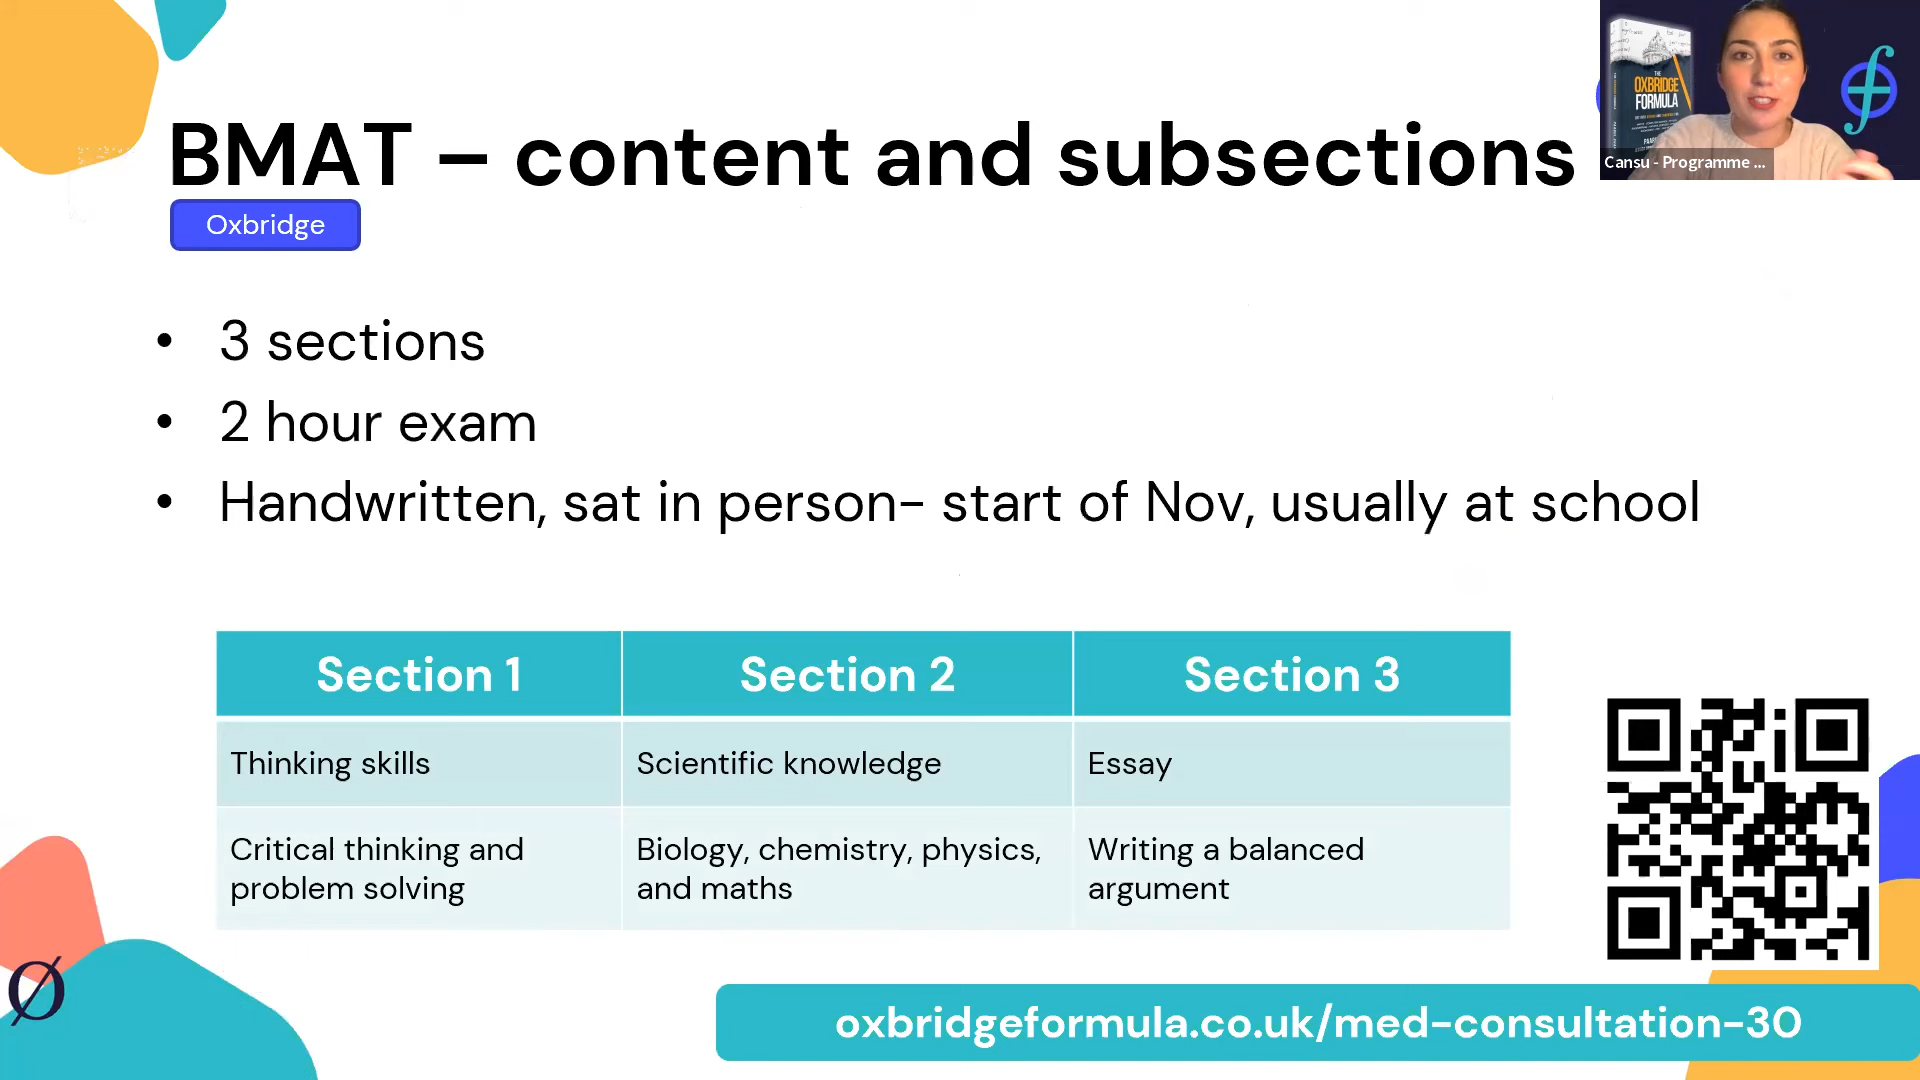 BMAT – content and subsections
Oxbridge
• 3 sections
• 2 hour exam
• Handwritten, sat in person- start of Nov, usually at school
Section 1
Section 2
Section 3
Thinking skills
Scientific knowledge
Essay
Critical thinking and
problem solving
Biology, chemistry, physics,
and maths
Writing a balanced
argument
oxbridgeformula.co.uk/med-consultation-30
THE
OXBRIDGE
FORMULA
Cansu - Programme ...
Ø